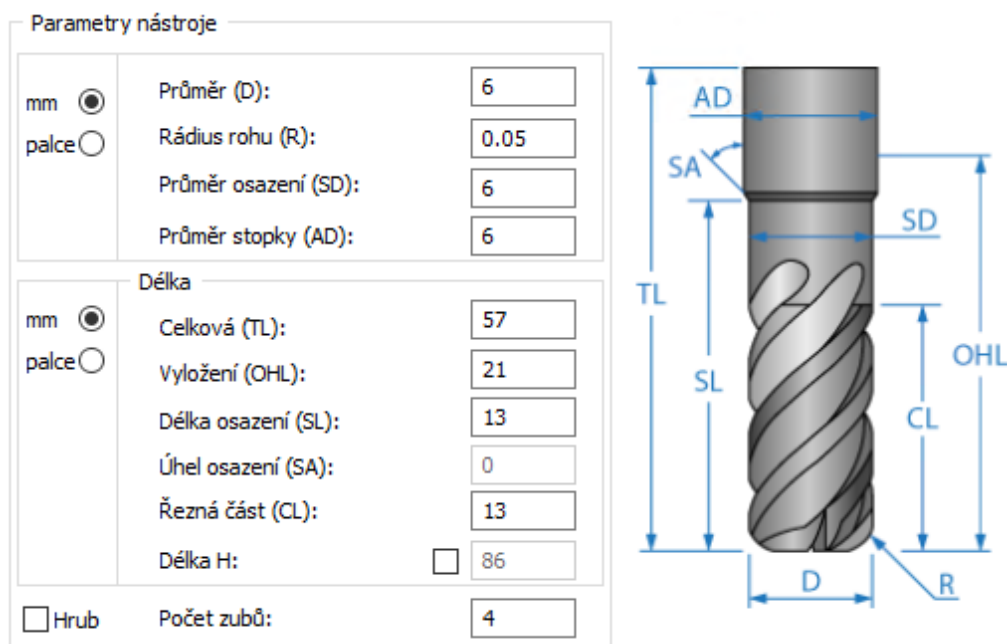 Parametry nástroje
mm
palce
Průměr (D): 6
Rádius rohu (R): 0.05
Průměr osazení (SD): 6
Průměr stopky (AD): 6
Délka
mm
palce
Celková (TL): 57
Vyložení (OHL): 21
Délka osazení (SL): 13
Úhel osazení (SA): 0
Řezná část (CL): 13
Délka H: 86
Hrub
Počet zubů: 4
AD
SA
SD
TL
OHL
SL
CL
D
R